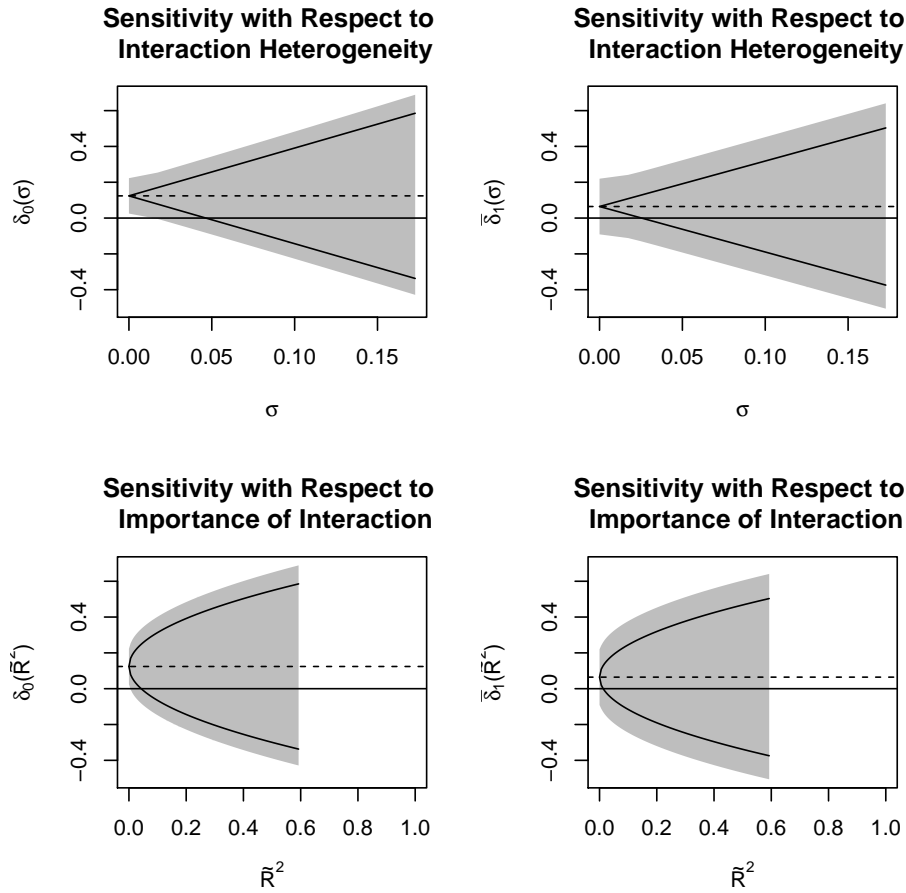 Sensitivity with Respect to
Interaction Heterogeneity
δ₀(σ)
−0.4 0.0 0.4
0.00 0.05 0.10 0.15
σ
Sensitivity with Respect to
Interaction Heterogeneity
δ̅₁(σ)
−0.4 0.0 0.4
0.00 0.05 0.10 0.15
σ
Sensitivity with Respect to
Importance of Interaction
δ₀(R̃²)
−0.4 0.0 0.4
0.0 0.2 0.4 0.6 0.8 1.0
R̃²
Sensitivity with Respect to
Importance of Interaction
δ̅₁(R̃²)
−0.4 0.0 0.4
0.0 0.2 0.4 0.6 0.8 1.0
R̃²